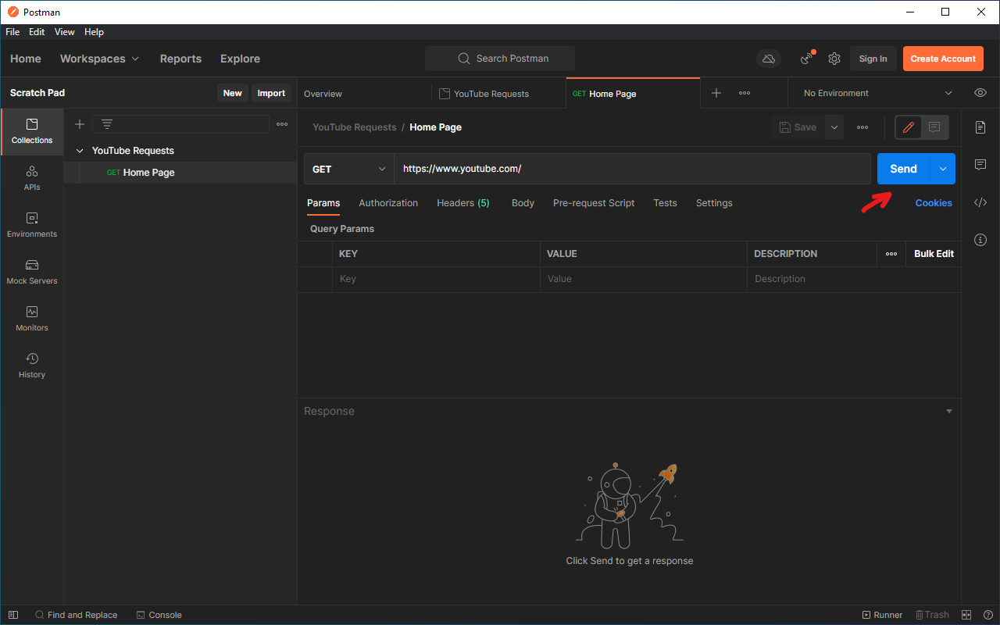 Postman
File Edit View Help
Home Workspaces Reports Explore Search Postman Sign In Create Account
Scratch Pad New Import Overview YouTube Requests GET Home Page No Environment
Collections
APIs
Environments
Mock Servers
Monitors
History
YouTube Requests
GET Home Page
YouTube Requests / Home Page Save
GET https://www.youtube.com/ Send
Params Authorization Headers (5) Body Pre-request Script Tests Settings Cookies
Query Params
KEY VALUE DESCRIPTION Bulk Edit
Key Value Description
Response
Click Send to get a response
Find and Replace Console Runner Trash